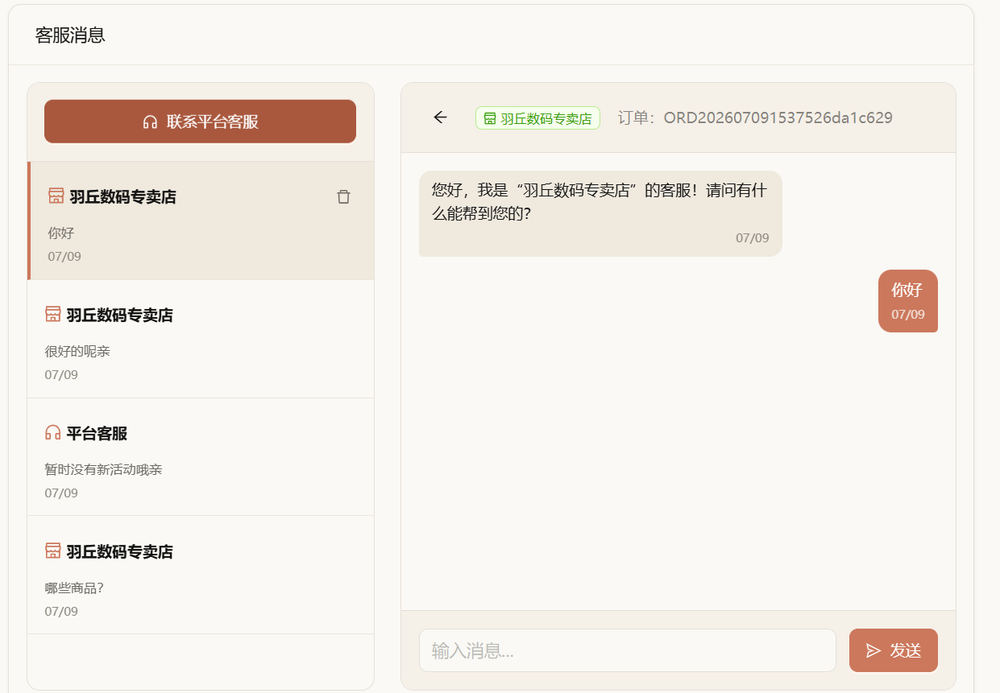 客服消息
联系平台客服
羽丘数码专卖店
你好
07/09
羽丘数码专卖店
很好的呢亲
07/09
平台客服
暂时没有新活动哦亲
07/09
羽丘数码专卖店
哪些商品？
07/09
羽丘数码专卖店 订单：ORD202607091537526da1c629
您好，我是“羽丘数码专卖店”的客服！请问有什
么能帮到您的？
07/09
你好
07/09
输入消息...
发送